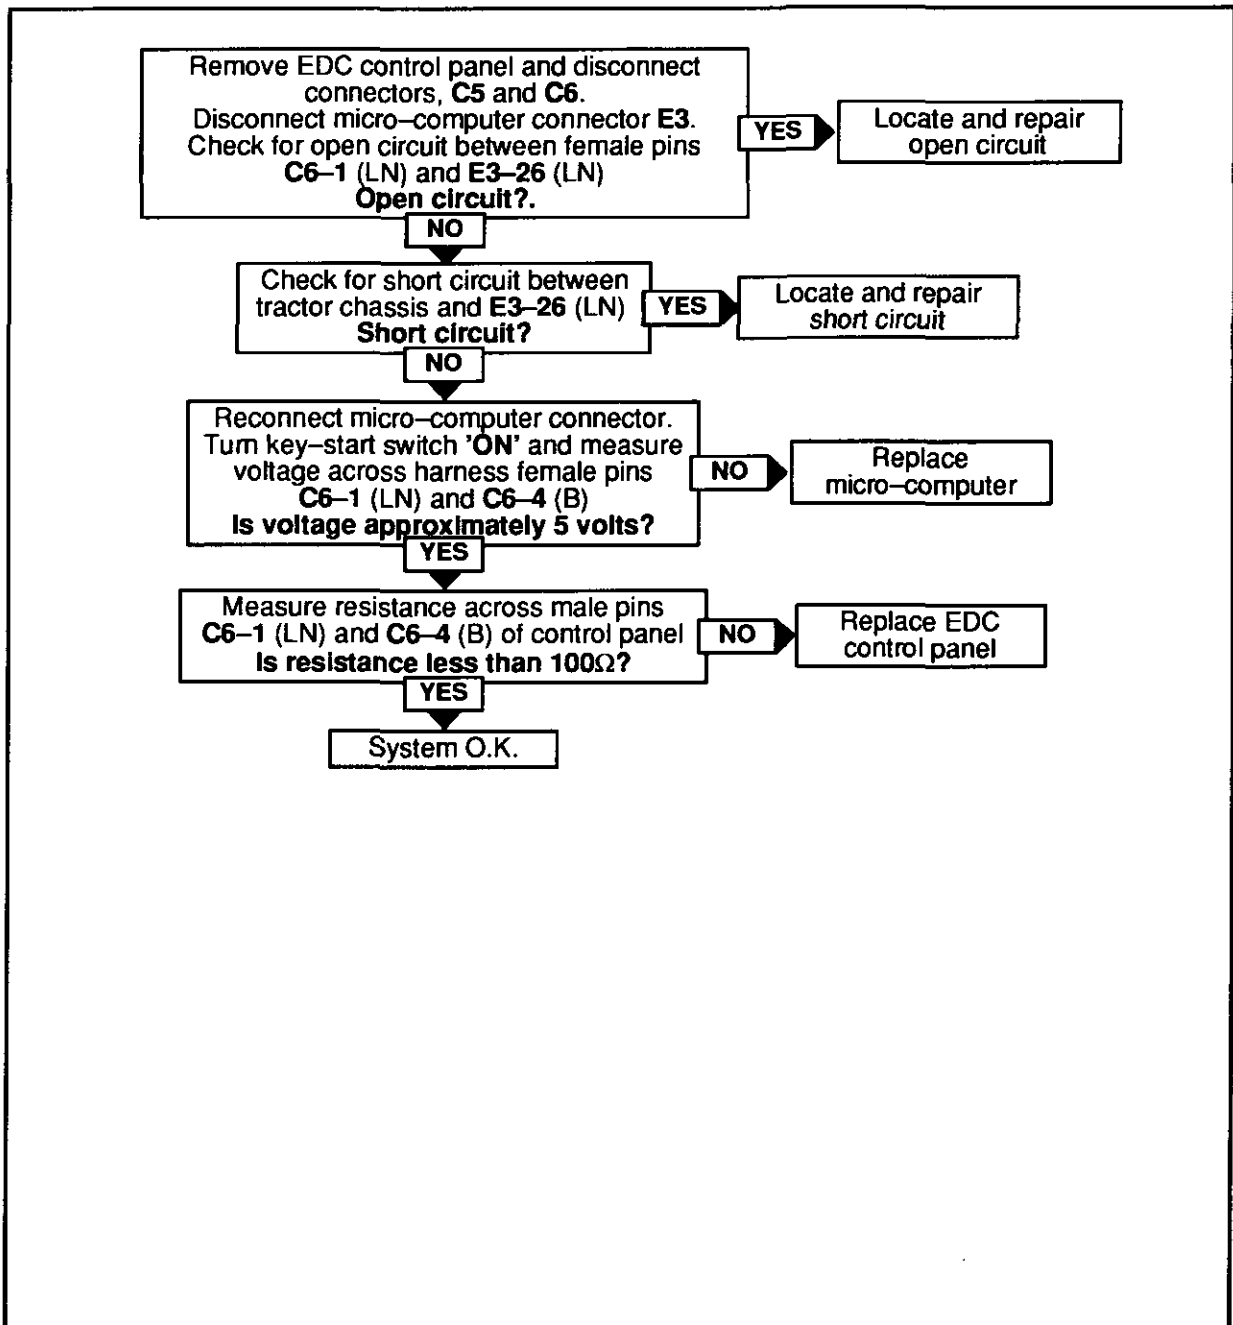 Remove EDC control panel and disconnect
connectors, C5 and C6.
Disconnect micro–computer connector E3.
Check for open circuit between female pins
C6–1 (LN) and E3–26 (LN)
Open circuit?.
YES
Locate and repair
open circuit
NO
Check for short circuit between
tractor chassis and E3–26 (LN)
Short circuit?
YES
Locate and repair
short circuit
NO
Reconnect micro–computer connector.
Turn key–start switch 'ON' and measure
voltage across harness female pins
C6–1 (LN) and C6–4 (B)
Is voltage approximately 5 volts?
NO
Replace
micro–computer
YES
Measure resistance across male pins
C6–1 (LN) and C6–4 (B) of control panel
Is resistance less than 100Ω?
NO
Replace EDC
control panel
YES
System O.K.